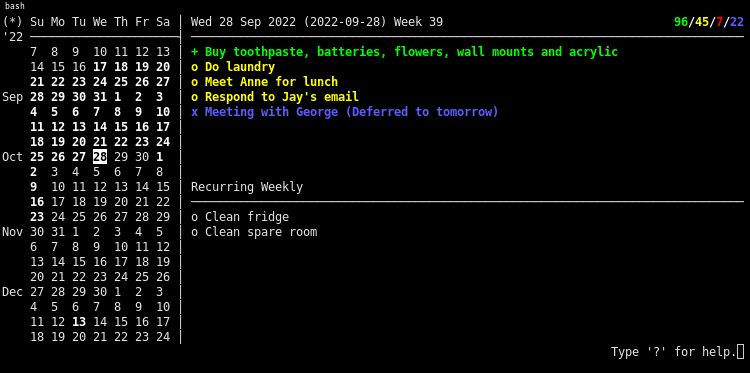 bash
(*) Su Mo Tu We Th Fr Sa | Wed 28 Sep 2022 (2022-09-28) Week 39 96/45/7/22
'22
7 8 9 10 11 12 13 | + Buy toothpaste, batteries, flowers, wall mounts and acrylic
14 15 16 17 18 19 20 | o Do laundry
21 22 23 24 25 26 27 | o Meet Anne for lunch
Sep 28 29 30 31 1 2 3 | o Respond to Jay's email
4 5 6 7 8 9 10 | x Meeting with George (Deferred to tomorrow)
11 12 13 14 15 16 17 |
18 19 20 21 22 23 24 |
Oct 25 26 27 28 29 30 1 |
2 3 4 5 6 7 8 |
9 10 11 12 13 14 15 | Recurring Weekly
16 17 18 19 20 21 22 |
23 24 25 26 27 28 29 | o Clean fridge
Nov 30 31 1 2 3 4 5 | o Clean spare room
6 7 8 9 10 11 12 |
13 14 15 16 17 18 19 |
20 21 22 23 24 25 26 |
Dec 27 28 29 30 1 2 3 |
4 5 6 7 8 9 10 |
11 12 13 14 15 16 17 |
18 19 20 21 22 23 24 |
Type '?' for help.